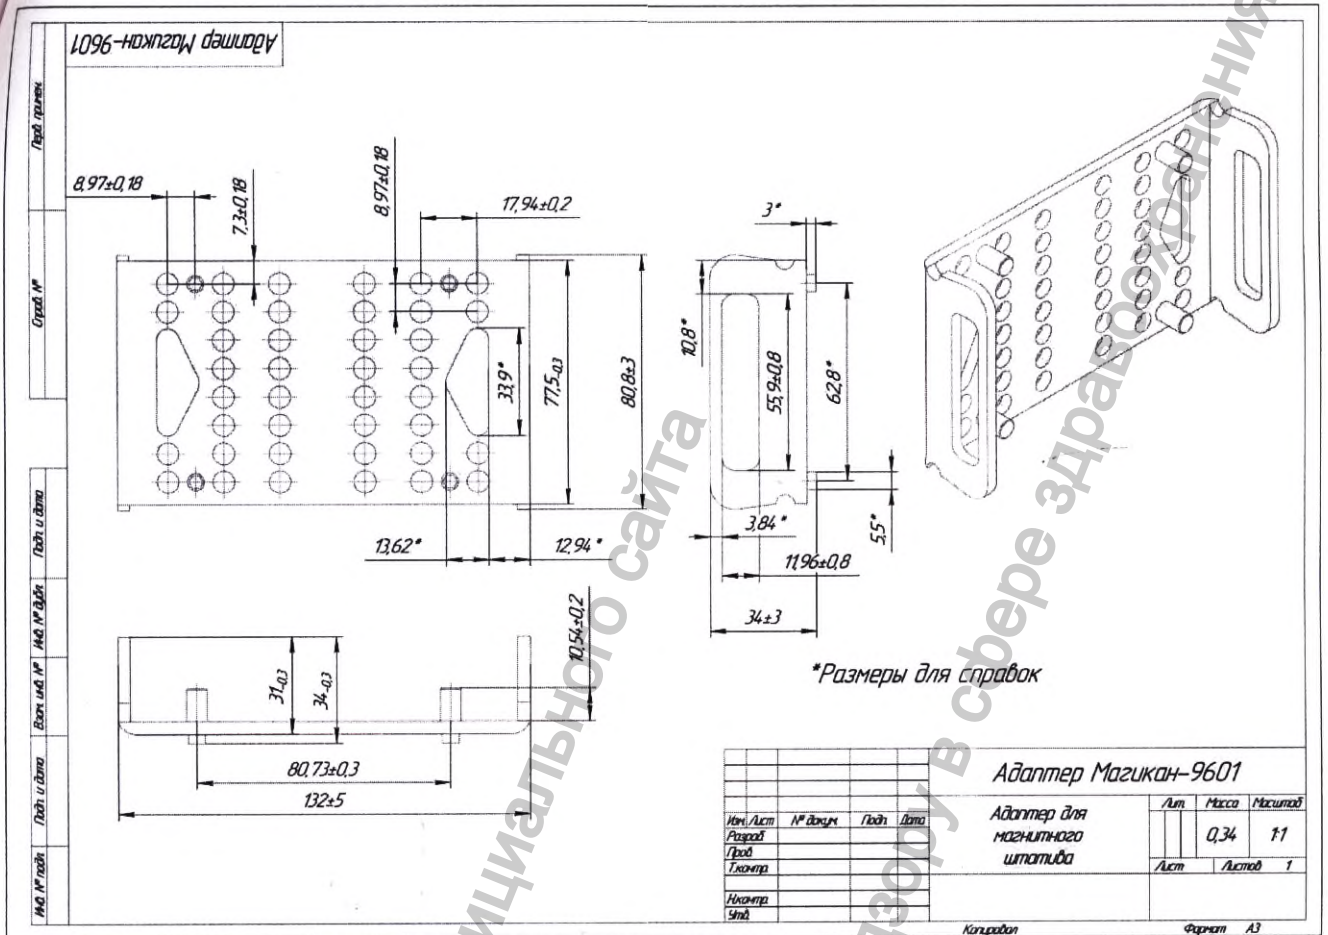 Адаптер Магикан-9601
Перв. примен.
Справ. №
Подп. и дата
Инв. № дубл.
Взам. инв. №
Подп. и дата
Инв. № подл.
8,97±0,18
7,3±0,18
8,97±0,18
17,94±0,2
33,9*
77,5-0,3
80,8±3
13,62*
12,94*
3*
10,8*
55,9±0,8
62,8*
3,84*
5,5*
11,96±0,8
34±3
31-0,3
34-0,3
10,54±0,2
80,73±0,3
132±5
*Размеры для справок
Адаптер Магикан-9601
Изм. Лист № докум. Подп. Дата
Разраб.
Пров.
Т.контр.
Н.контр.
Утв.
Адаптер для
магнитного
штатива
Лит. Масса Масштаб
0,34 1:1
Лист Листов 1
Копировал Формат А3
ициального сайта
дзору в сфере здравоохранения